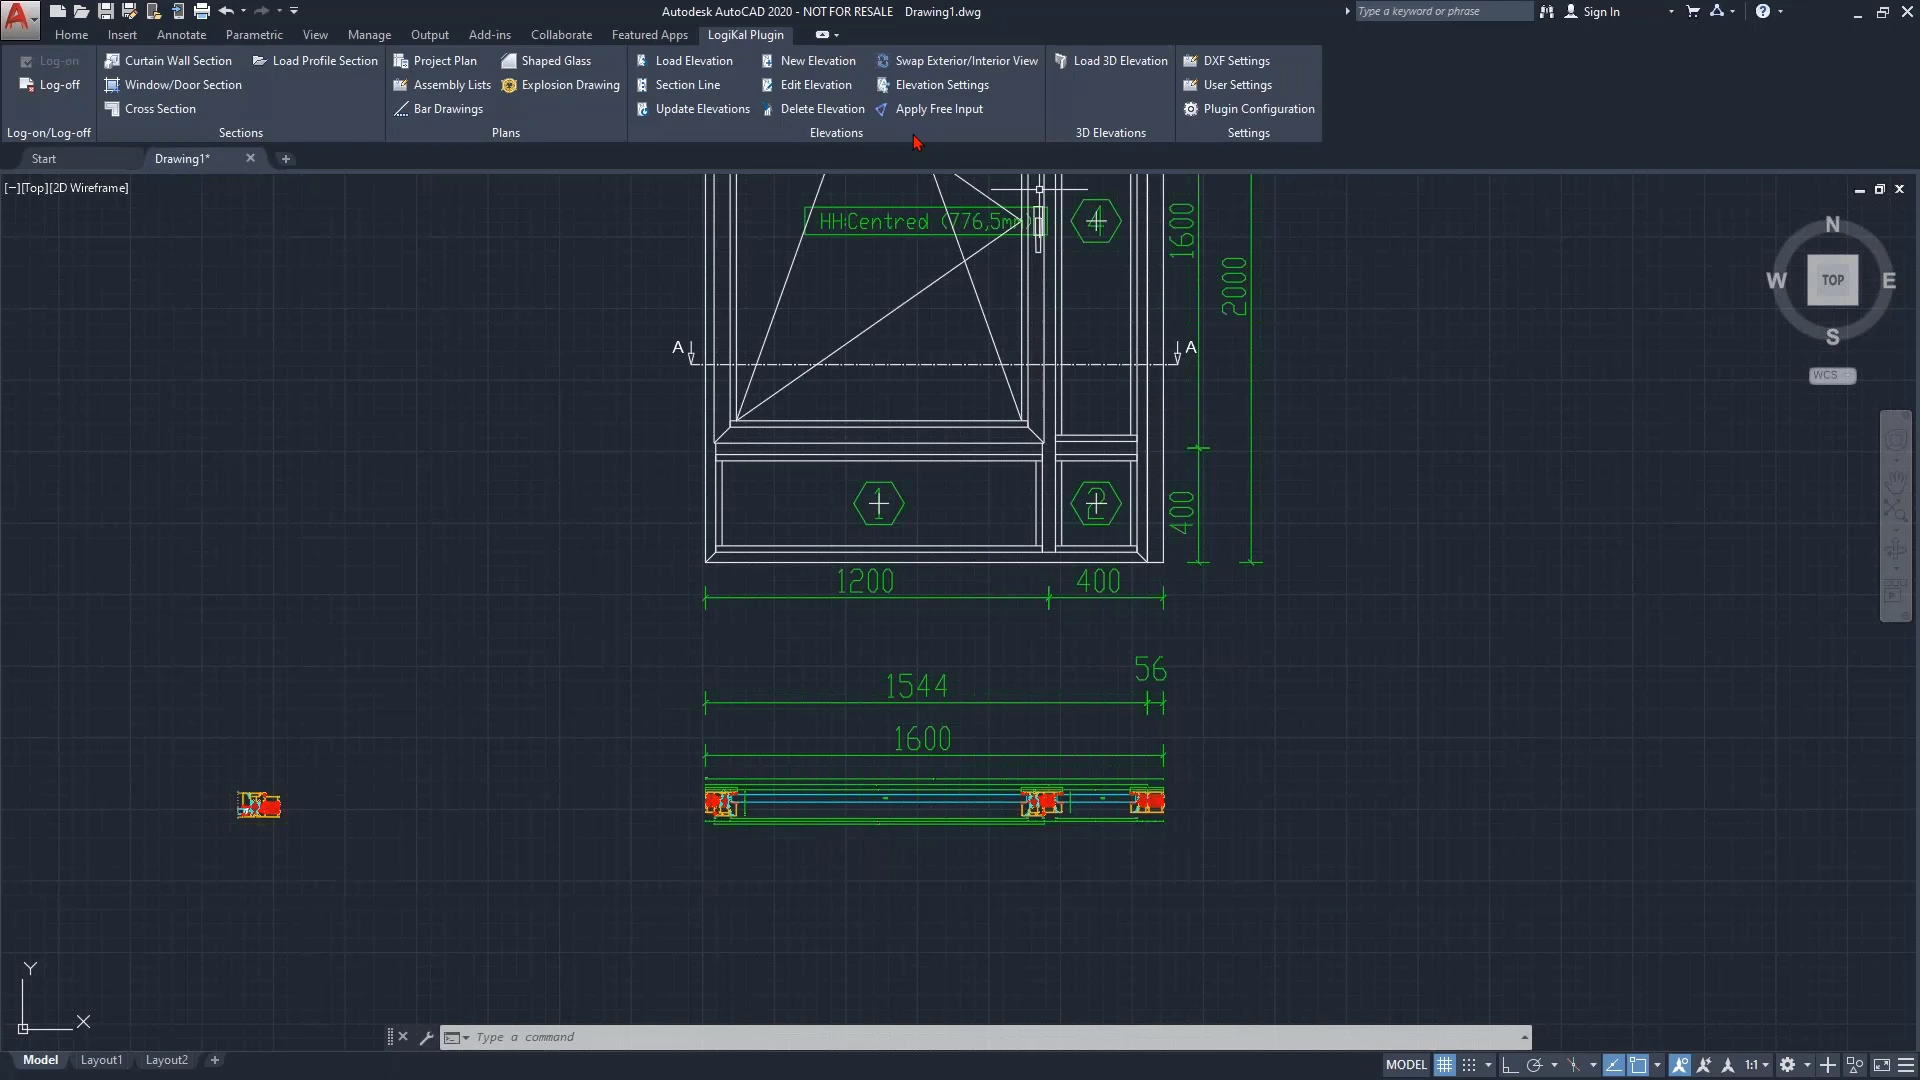 Autodesk AutoCAD 2020 - NOT FOR RESALE Drawing1.dwg
Type a keyword or phrase
Sign In
Home Insert Annotate Parametric View Manage Output Add-ins Collaborate Featured Apps LogiKal Plugin
Log-on
Log-off
Log-on/Log-off
Curtain Wall Section
Load Profile Section
Window/Door Section
Cross Section
Sections
Project Plan
Shaped Glass
Assembly Lists
Explosion Drawing
Bar Drawings
Plans
Load Elevation
New Elevation
Swap Exterior/Interior View
Section Line
Edit Elevation
Elevation Settings
Update Elevations
Delete Elevation
Apply Free Input
Elevations
Load 3D Elevation
3D Elevations
DXF Settings
User Settings
Plugin Configuration
Settings
Start
Drawing1*
[−][Top][2D Wireframe]
HH:Centred (776,5mm)
4
1600
2000
A
A
1
2
400
1200
400
56
1544
1600
N
W
TOP
E
S
WCS
Y
X
Type a command
Model Layout1 Layout2
MODEL
1:1